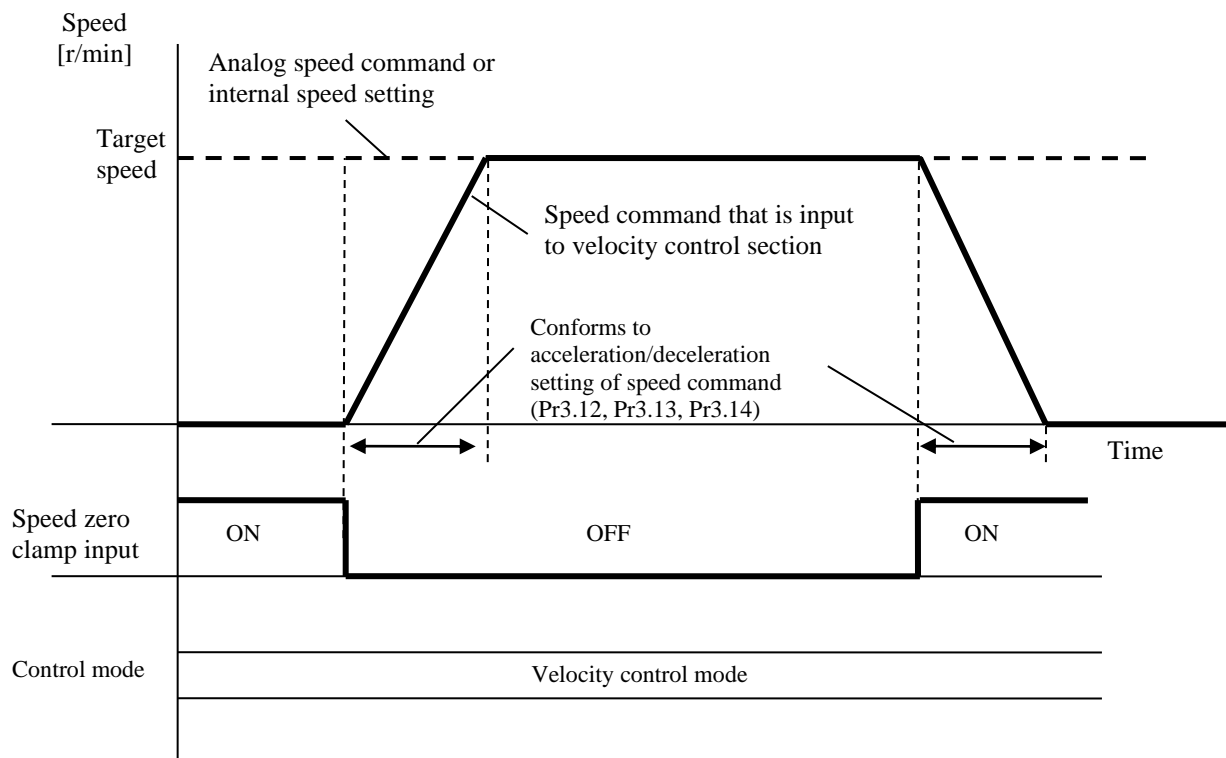 Speed
[r/min]
Analog speed command or
internal speed setting
Target
speed
Speed command that is input
to velocity control section
Conforms to
acceleration/deceleration
setting of speed command
(Pr3.12, Pr3.13, Pr3.14)
Time
Speed zero
clamp input
ON
OFF
ON
Control mode
Velocity control mode